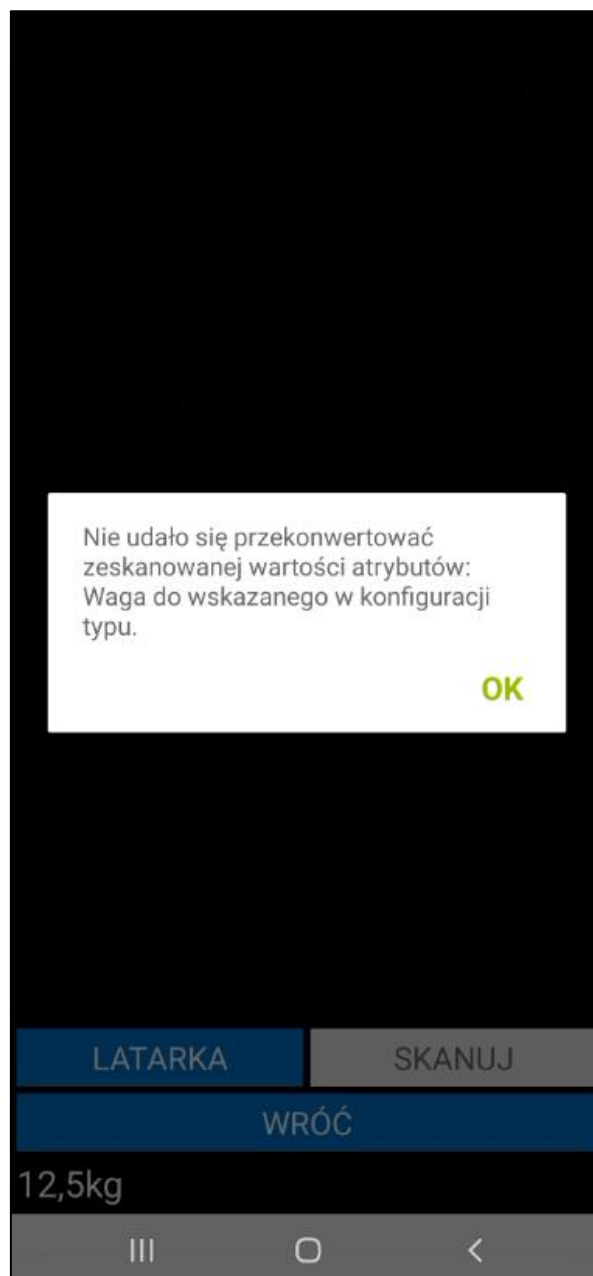 Nie udało się przekonwertować
zeskanowanej wartości atrybutów:
Waga do wskazanego w konfiguracji
typu.
OK
LATARKA
SKANUJ
WRÓĆ
12,5kg